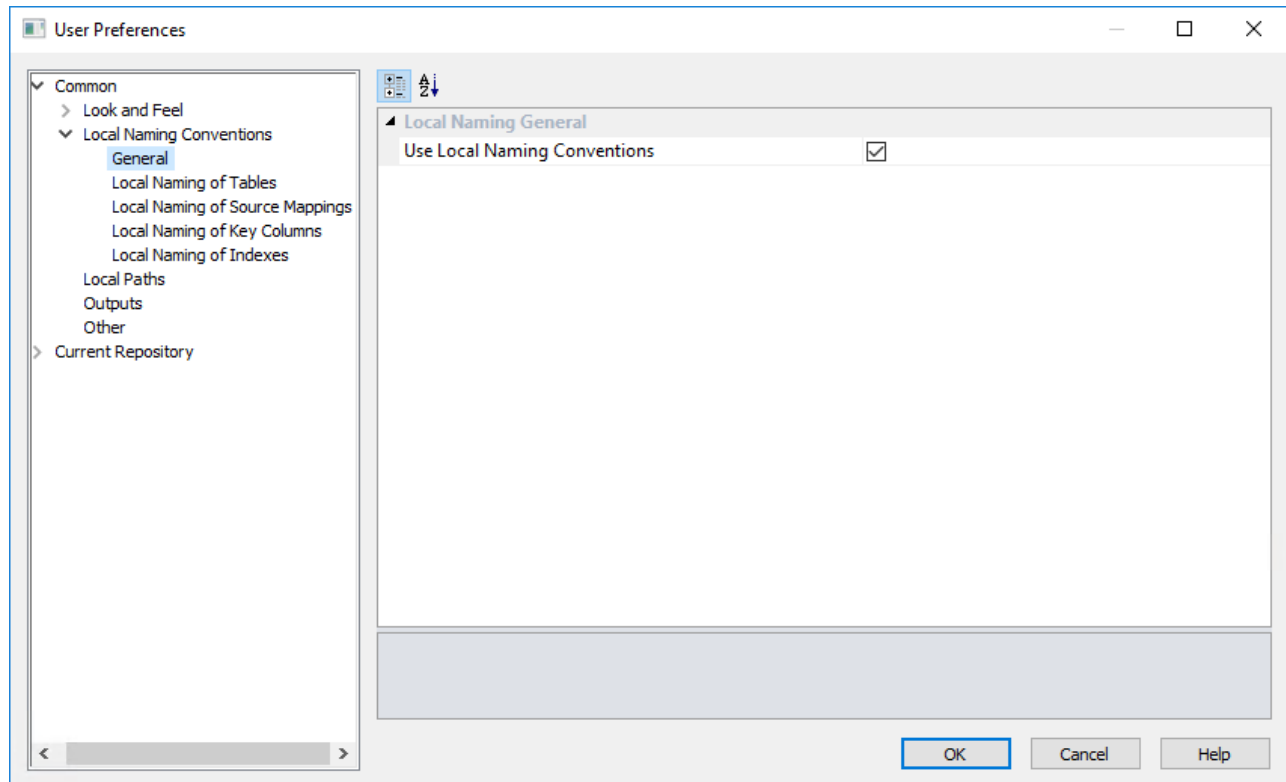 User Preferences
Common
Look and Feel
Local Naming Conventions
General
Local Naming of Tables
Local Naming of Source Mappings
Local Naming of Key Columns
Local Naming of Indexes
Local Paths
Outputs
Other
Current Repository
Local Naming General
Use Local Naming Conventions
OK Cancel Help